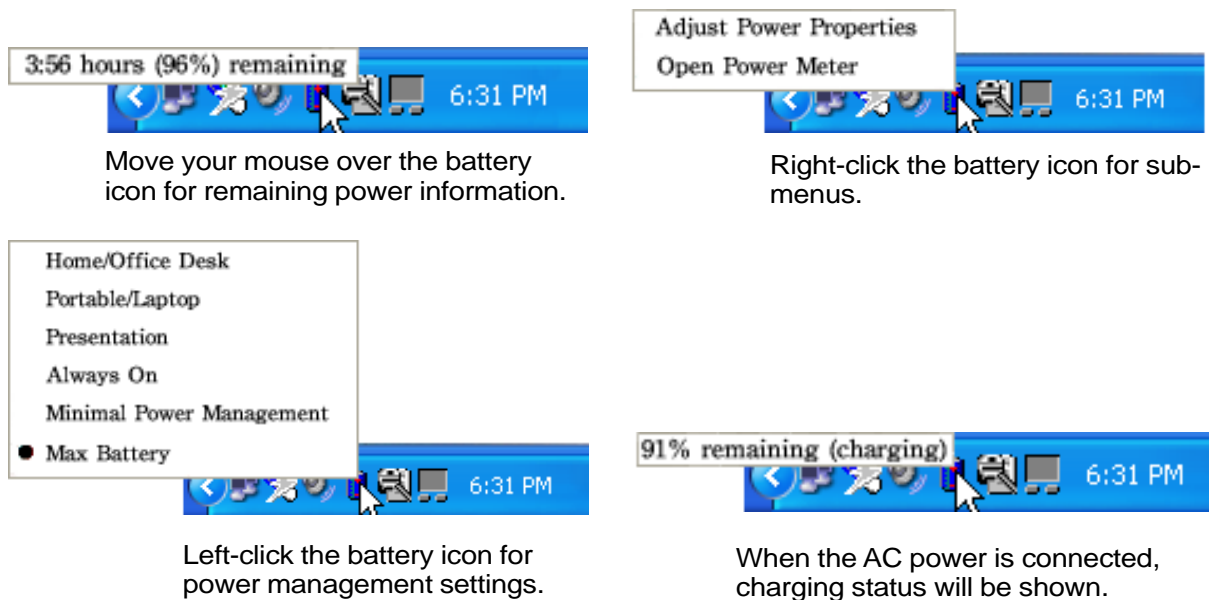 3:56 hours (96%) remaining
6:31 PM
Move your mouse over the battery
icon for remaining power information.
Adjust Power Properties
Open Power Meter
6:31 PM
Right-click the battery icon for sub-
menus.
Home/Office Desk
Portable/Laptop
Presentation
Always On
Minimal Power Management
Max Battery
6:31 PM
Left-click the battery icon for
power management settings.
91% remaining (charging)
6:31 PM
When the AC power is connected,
charging status will be shown.